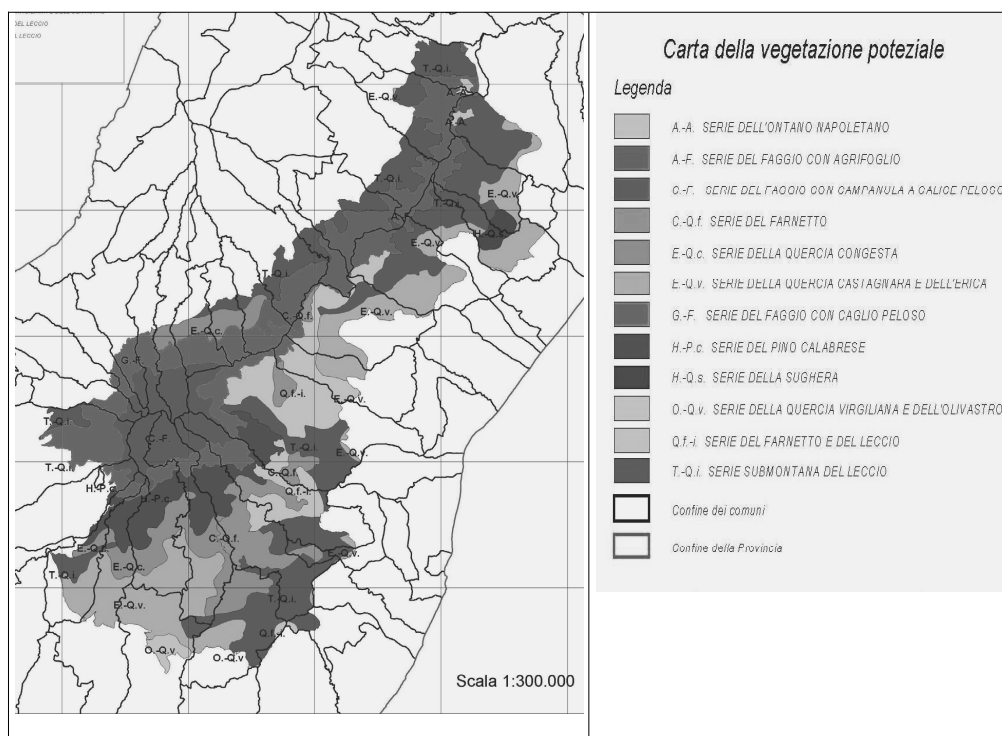 DEL LECCIO
LECCIO
T.-Q.i.
E.-Q.v.
A.-A.
A.-A.
T.-Q.i.
E.-Q.v.
T.-Q.i.
A.-F.
H.-Q.s.
E.-Q.v.
T.-Q.i.
C.-Q.f.
E.-Q.v.
E.-Q.c.
G.-F.
Q.f.-i.
E.-Q.v.
T.-Q.i.
C.-F.
T.-Q.i.
E.-Q.v.
T.-Q.i.
C.-Q.f.
H.-P.c.
H.-P.c.
Q.f.-i.
C.-Q.f.
E.-Q.v.
E.-Q.c.
T.-Q.i.
T.-Q.i.
E.-Q.v.
Q.f.-i.
O.-Q.v
O.-Q.v
Scala 1:300.000
Carta della vegetazione poteziale
Legenda
A.-A. SERIE DELL'ONTANO NAPOLETANO
A.-F. SERIE DEL FAGGIO CON AGRIFOGLIO
C.-F. SERIE DEL FAGGIO CON CAMPANULA A CALICE PELOSO
C.-Q.f. SERIE DEL FARNETTO
E.-Q.c. SERIE DELLA QUERCIA CONGESTA
E.-Q.v. SERIE DELLA QUERCIA CASTAGNARA E DELL'ERICA
G.-F. SERIE DEL FAGGIO CON CAGLIO PELOSO
H.-P.c. SERIE DEL PINO CALABRESE
H.-Q.s. SERIE DELLA SUGHERA
O.-Q.v. SERIE DELLA QUERCIA VIRGILIANA E DELL'OLIVASTRO
Q.f.-i. SERIE DEL FARNETTO E DEL LECCIO
T.-Q.i. SERIE SUBMONTANA DEL LECCIO
Confine dei comuni
Confine della Provincia